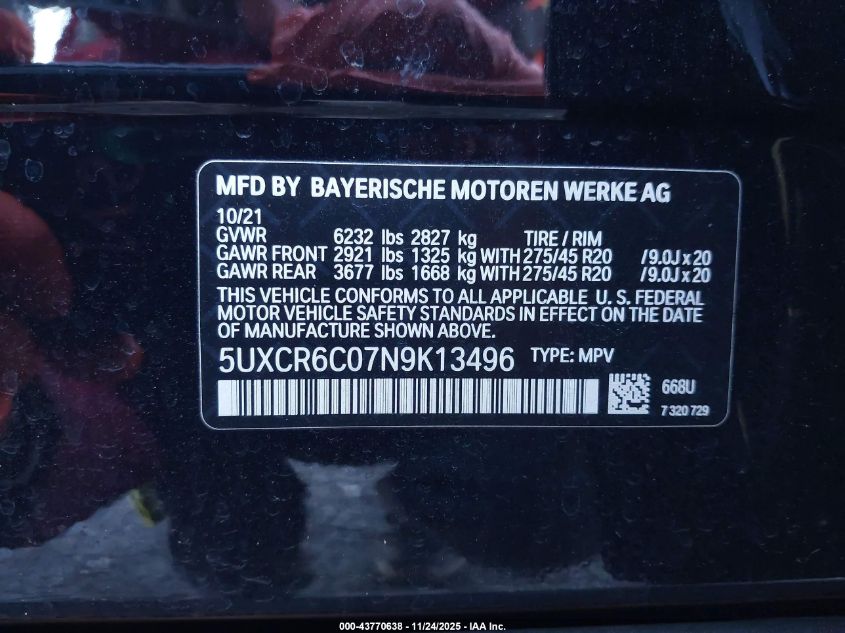 MFD BY BAYERISCHE MOTOREN WERKE AG
10/21
GVWR 6232 lbs 2827 kg TIRE / RIM
GAWR FRONT 2921 lbs 1325 kg WITH 275/45 R20 /9.0J x 20
GAWR REAR 3677 lbs 1668 kg WITH 275/45 R20 /9.0J x 20
THIS VEHICLE CONFORMS TO ALL APPLICABLE U. S. FEDERAL
MOTOR VEHICLE SAFETY STANDARDS IN EFFECT ON THE DATE
OF MANUFACTURE SHOWN ABOVE.
5UXCR6C07N9K13496 TYPE: MPV
668U
7 320 729
000-43770638 - 11/24/2025 - IAA Inc.